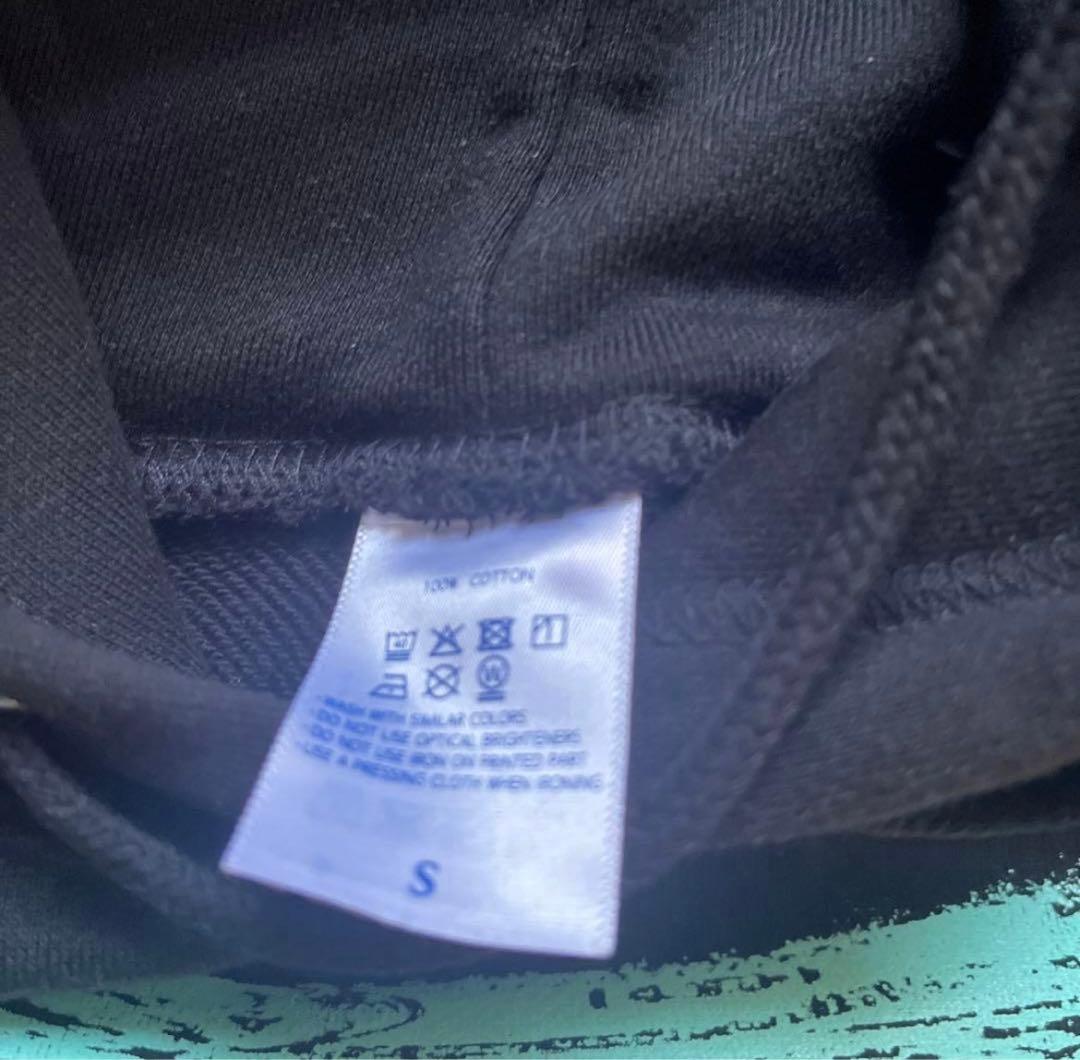 100% COTTON
40
W
- WASH WITH SIMILAR COLORS
- DO NOT USE OPTICAL BRIGHTENERS
- DO NOT USE IRON ON PRINTED PART
- USE A PRESSING CLOTH WHEN IRONING
S